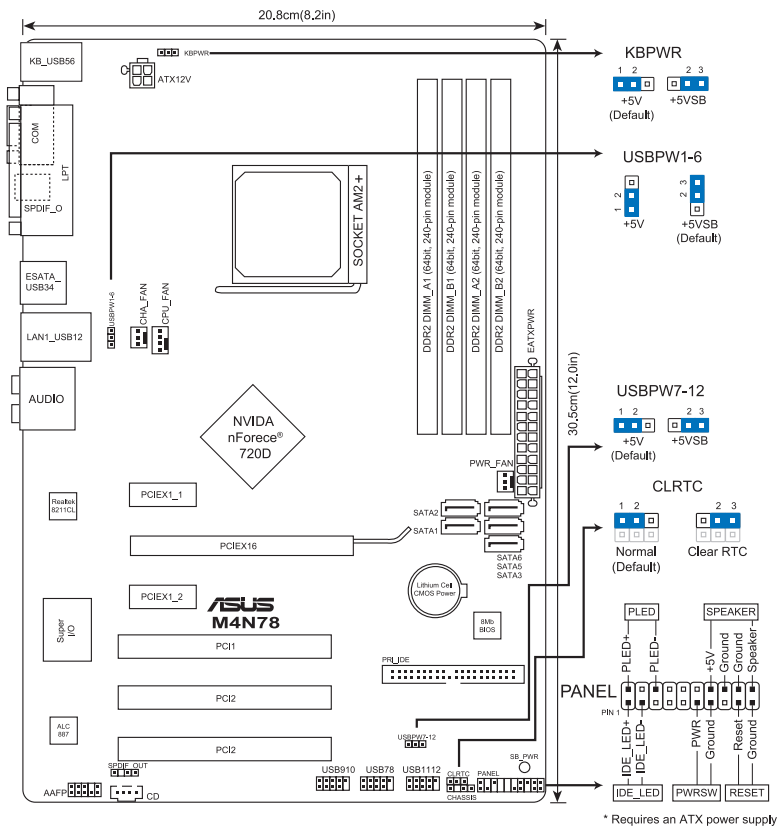 20.8cm(8.2in)
KB_USB56
KBPWR
ATX12V
KBPWR
1 2
2 3
+5V
(Default)
+5VSB
COM
LPT
SPDIF_O
SOCKET AM2+
DDR2 DIMM_A1 (64bit, 240-pin module)
DDR2 DIMM_B1 (64bit, 240-pin module)
DDR2 DIMM_A2 (64bit, 240-pin module)
DDR2 DIMM_B2 (64bit, 240-pin module)
USBPW1-6
2
1
+5V
3
2
+5VSB
(Default)
ESATA_
USB34
LAN1_USB12
AUDIO
USBPW1-6
CHA_FAN
CPU_FAN
EATXPWR
30.5cm(12.0in)
NVIDA
nForece®
720D
USBPW7-12
1 2
2 3
+5V
(Default)
+5VSB
PWR_FAN
Realtek
8211CL
PCIEX1_1
SATA2
SATA1
PCIEX16
SATA6
SATA5
SATA3
CLRTC
1 2
2 3
Normal
(Default)
Clear RTC
PCIEX1_2
Super
I/O
ASUS
M4N78
Lithium Cell
CMOS Power
8Mb
BIOS
PCI1
PRI_IDE
PCI2
PCI2
ALC
887
USBPW7-12
PLED
SPEAKER
PLED+
PLED-
+5V
Ground
Ground
Speaker
PANEL
PIN 1
IDE_LED+
IDE_LED-
PWR
Ground
Reset
Ground
IDE_LED
PWRSW
RESET
SPDIF_OUT
AAFP
CD
USB910
USB78
USB1112
CLRTC
CHASSIS
PANEL
SB_PWR
* Requires an ATX power supply